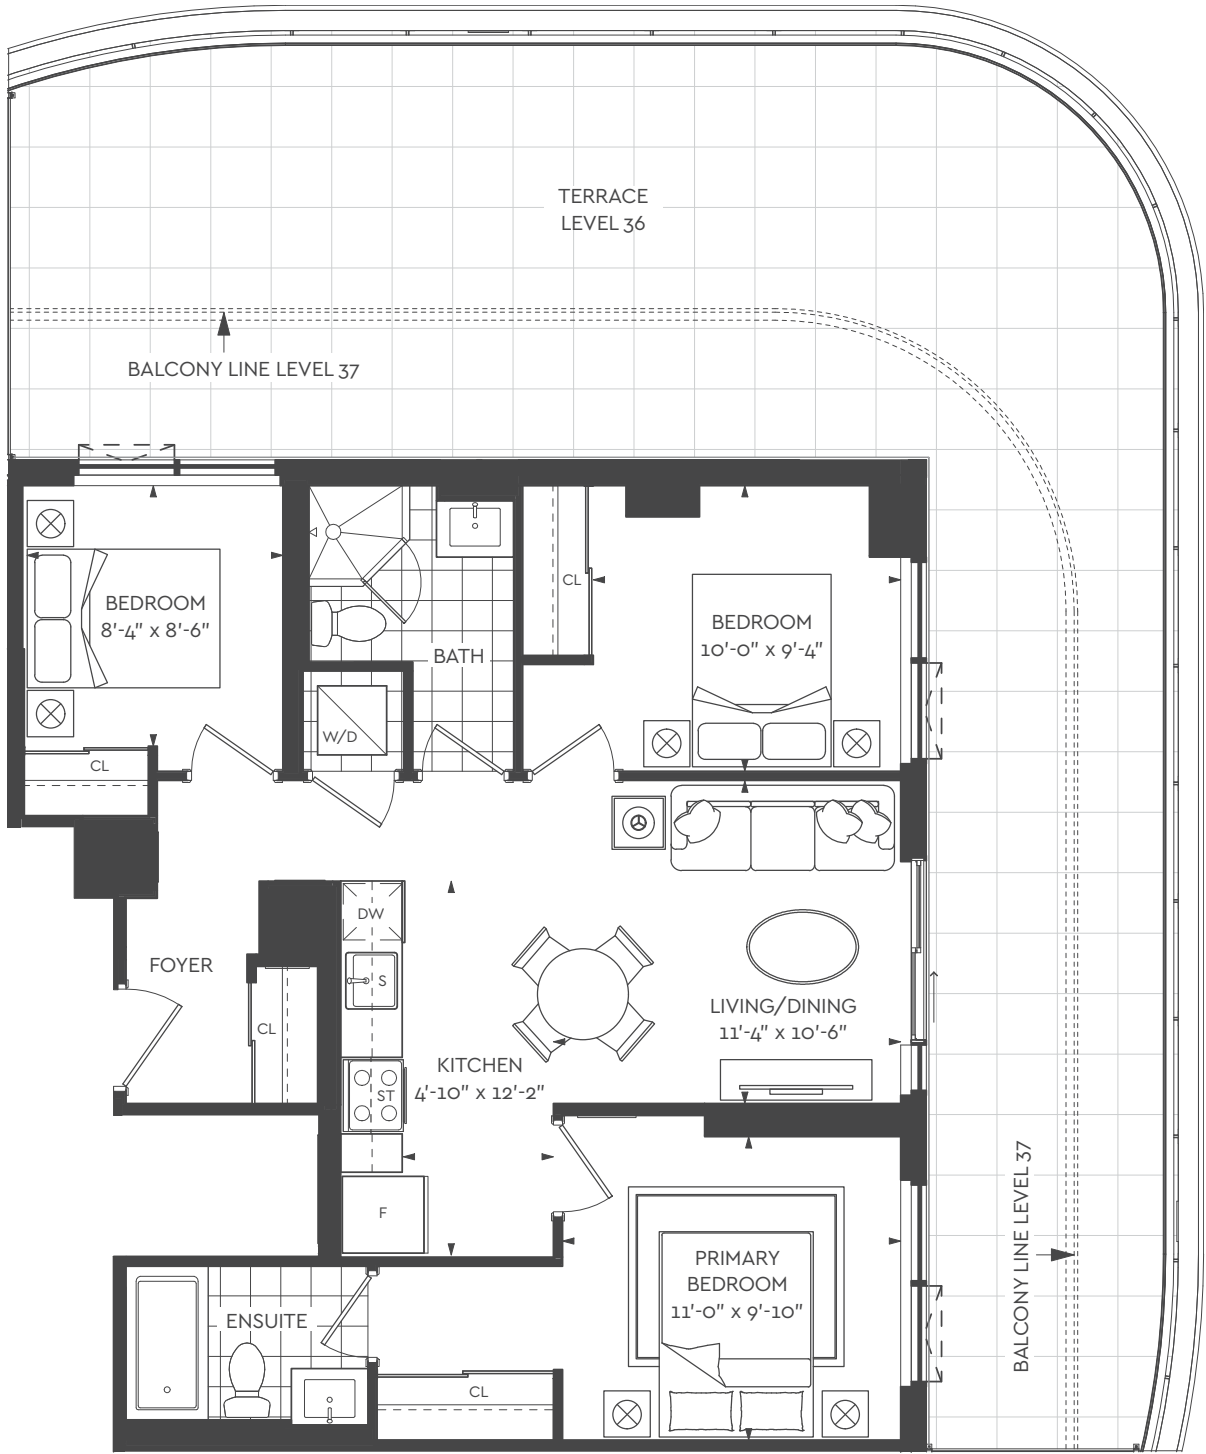 TERRACE
LEVEL 36
BALCONY LINE LEVEL 37
BEDROOM
8'-4" x 8'-6"
CL
BATH
W/D
CL
BEDROOM
10'-0" x 9'-4"
FOYER
CL
DW
S
ST
F
KITCHEN
4'-10" x 12'-2"
LIVING/DINING
11'-4" x 10'-6"
PRIMARY
BEDROOM
11'-0" x 9'-10"
ENSUITE
CL
BALCONY LINE LEVEL 37